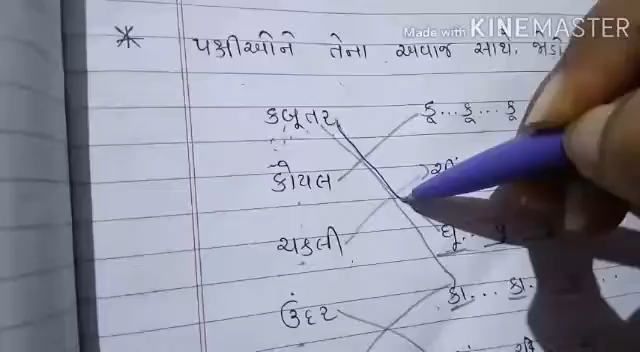 Made with KINEMASTER
* પક્ષીઓને તેના અવાજ સાથે જોડો
કબૂતર કૂ... કૂ... કૂ
કોયલ
ચકલી ઘૂ..
ઉંદર કા... કા.